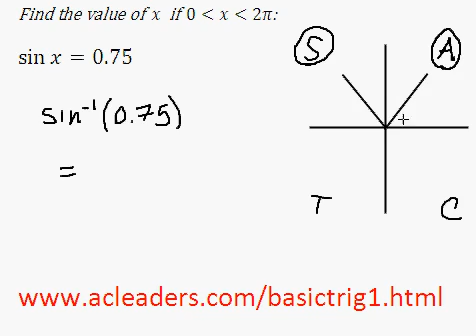 Find the value of x if 0 < x < 2π:
sin x = 0.75
S A
sin⁻¹(0.75)
=
T C
www.acleaders.com/basictrig1.html